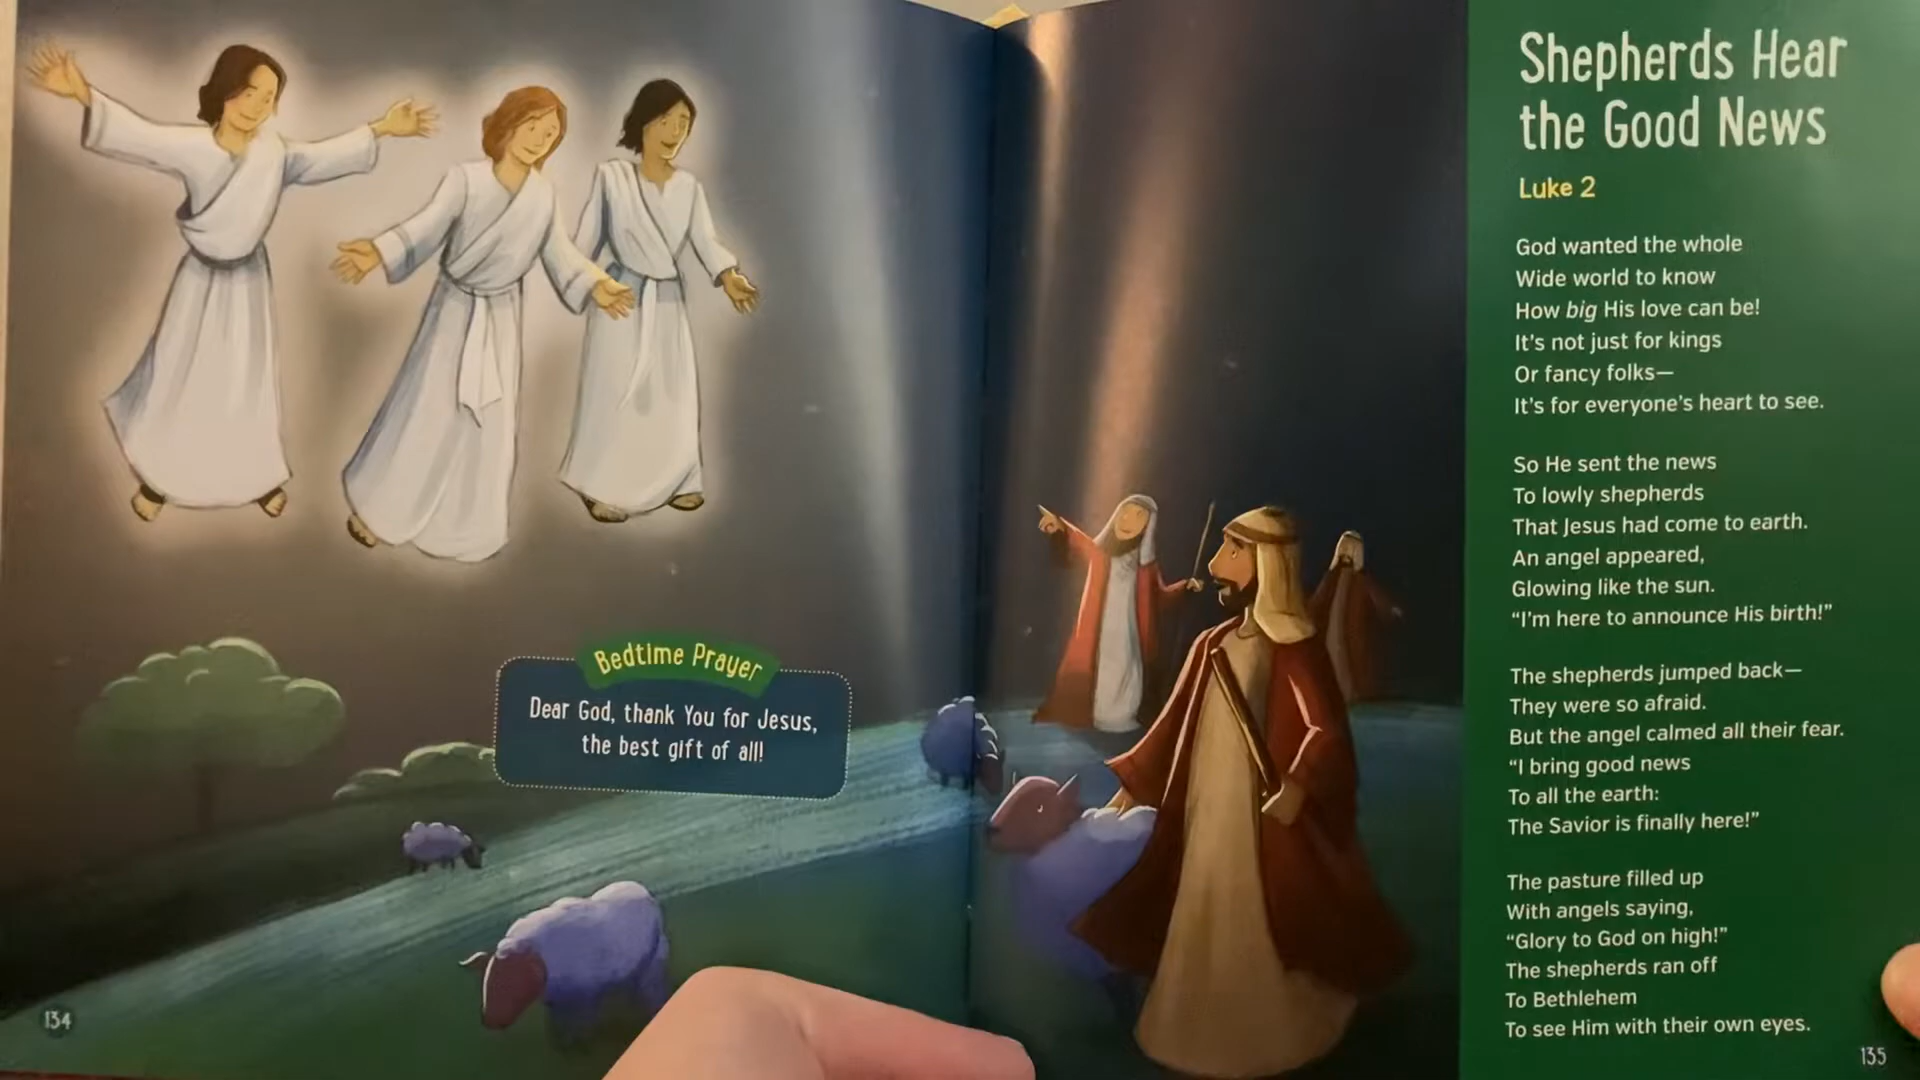 Bedtime Prayer
Dear God, thank You for Jesus,
the best gift of all!
134
Shepherds Hear
the Good News
Luke 2
God wanted the whole
Wide world to know
How big His love can be!
It's not just for kings
Or fancy folks—
It's for everyone's heart to see.
So He sent the news
To lowly shepherds
That Jesus had come to earth.
An angel appeared,
Glowing like the sun.
“I'm here to announce His birth!”
The shepherds jumped back—
They were so afraid.
But the angel calmed all their fear.
“I bring good news
To all the earth:
The Savior is finally here!”
The pasture filled up
With angels saying,
“Glory to God on high!”
The shepherds ran off
To Bethlehem
To see Him with their own eyes.
135